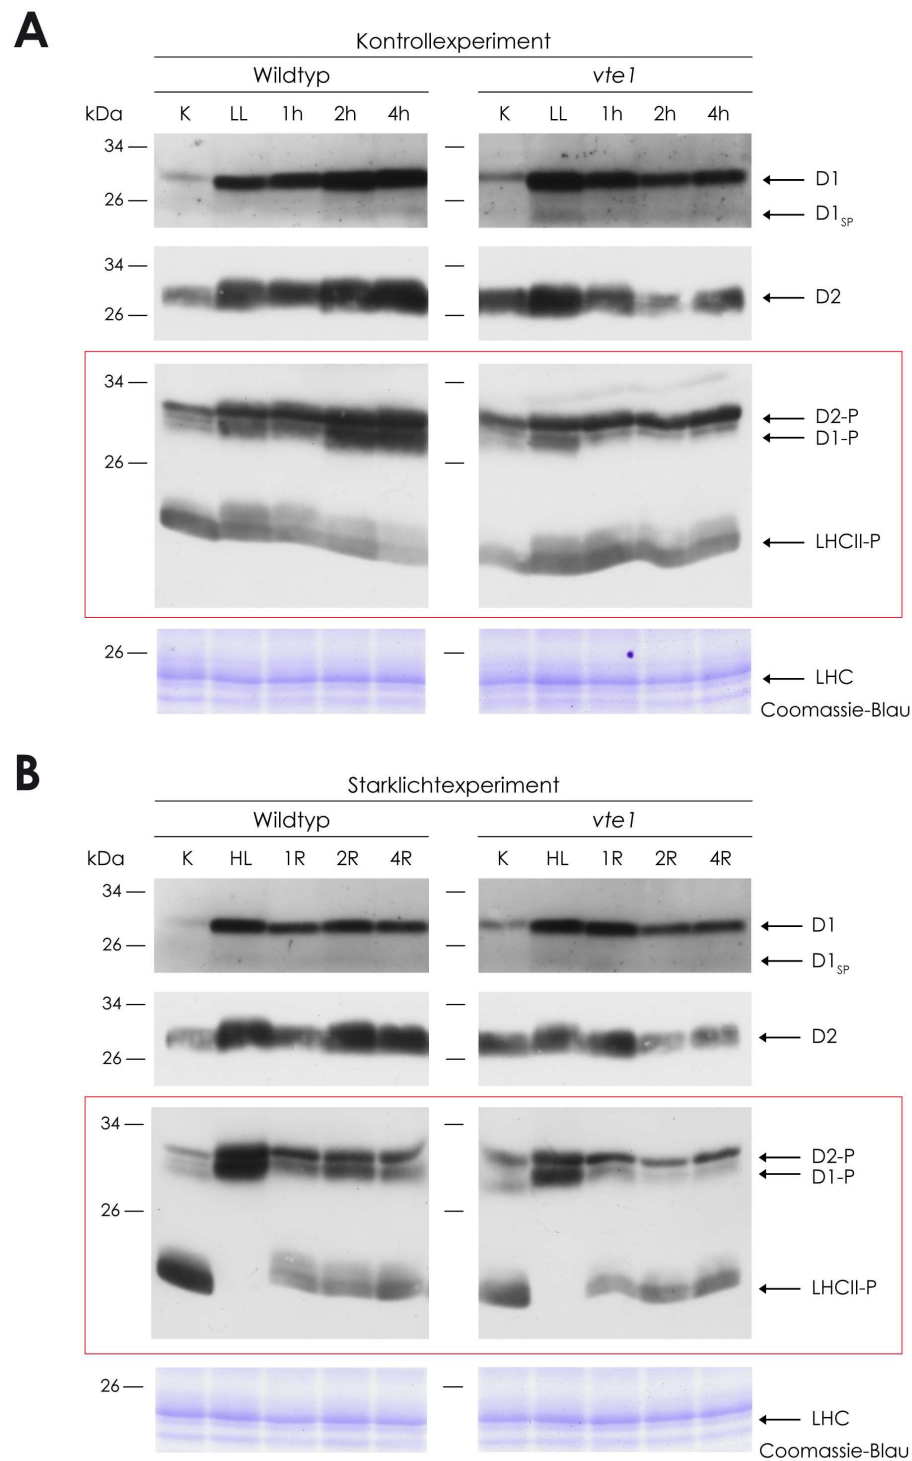 A
Kontrollexperiment
Wildtyp vte1
kDa K LL 1h 2h 4h K LL 1h 2h 4h
34
D1
26
D1SP
34
D2
26
34
D2-P
D1-P
26
LHCII-P
26
LHC
Coomassie-Blau
B
Starklichtexperiment
Wildtyp vte1
kDa K HL 1R 2R 4R K HL 1R 2R 4R
34
D1
26
D1SP
34
D2
26
34
D2-P
D1-P
26
LHCII-P
26
LHC
Coomassie-Blau